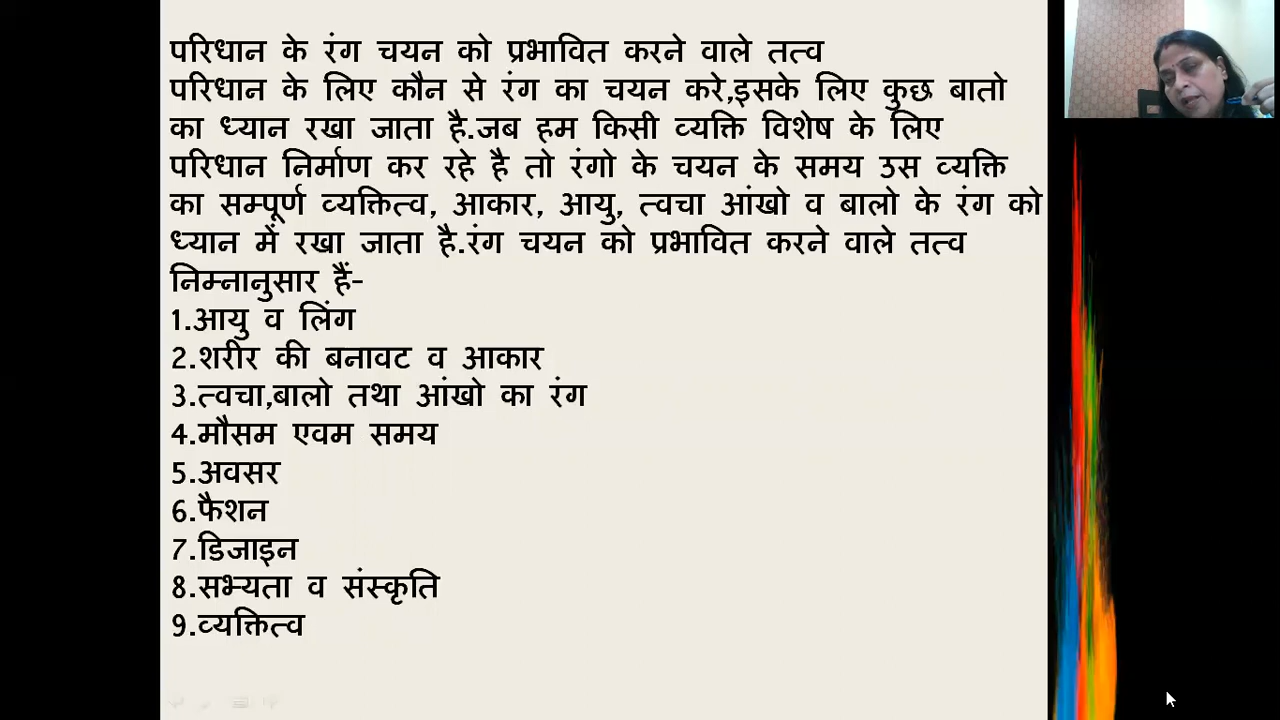 परिधान के रंग चयन को प्रभावित करने वाले तत्व
परिधान के लिए कौन से रंग का चयन करे,इसके लिए कुछ बातो
का ध्यान रखा जाता है.जब हम किसी व्यक्ति विशेष के लिए
परिधान निर्माण कर रहे है तो रंगो के चयन के समय उस व्यक्ति
का सम्पूर्ण व्यक्तित्व, आकार, आयु, त्वचा आंखो व बालो के रंग को
ध्यान में रखा जाता है.रंग चयन को प्रभावित करने वाले तत्व
निम्नानुसार हैं-
1.आयु व लिंग
2.शरीर की बनावट व आकार
3.त्वचा,बालो तथा आंखो का रंग
4.मौसम एवम समय
5.अवसर
6.फैशन
7.डिजाइन
8.सभ्यता व संस्कृति
9.व्यक्तित्व